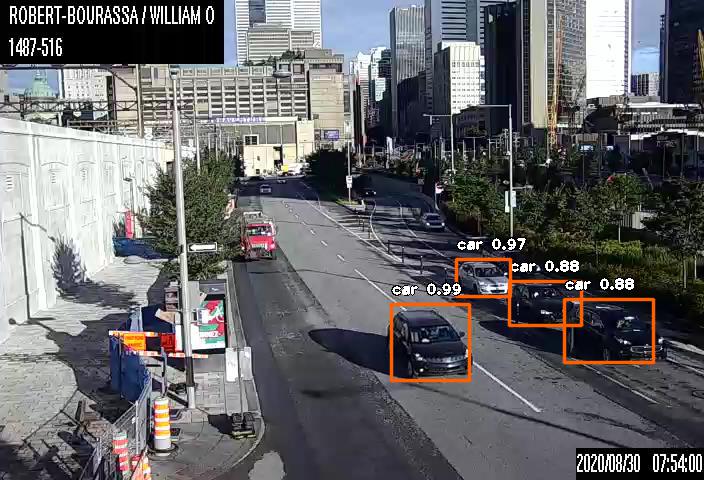 ROBERT-BOURASSA / WILLIAM O
1487-516
car 0.97
car 0.88
car 0.88
car 0.99
2020/08/30 07:54:00